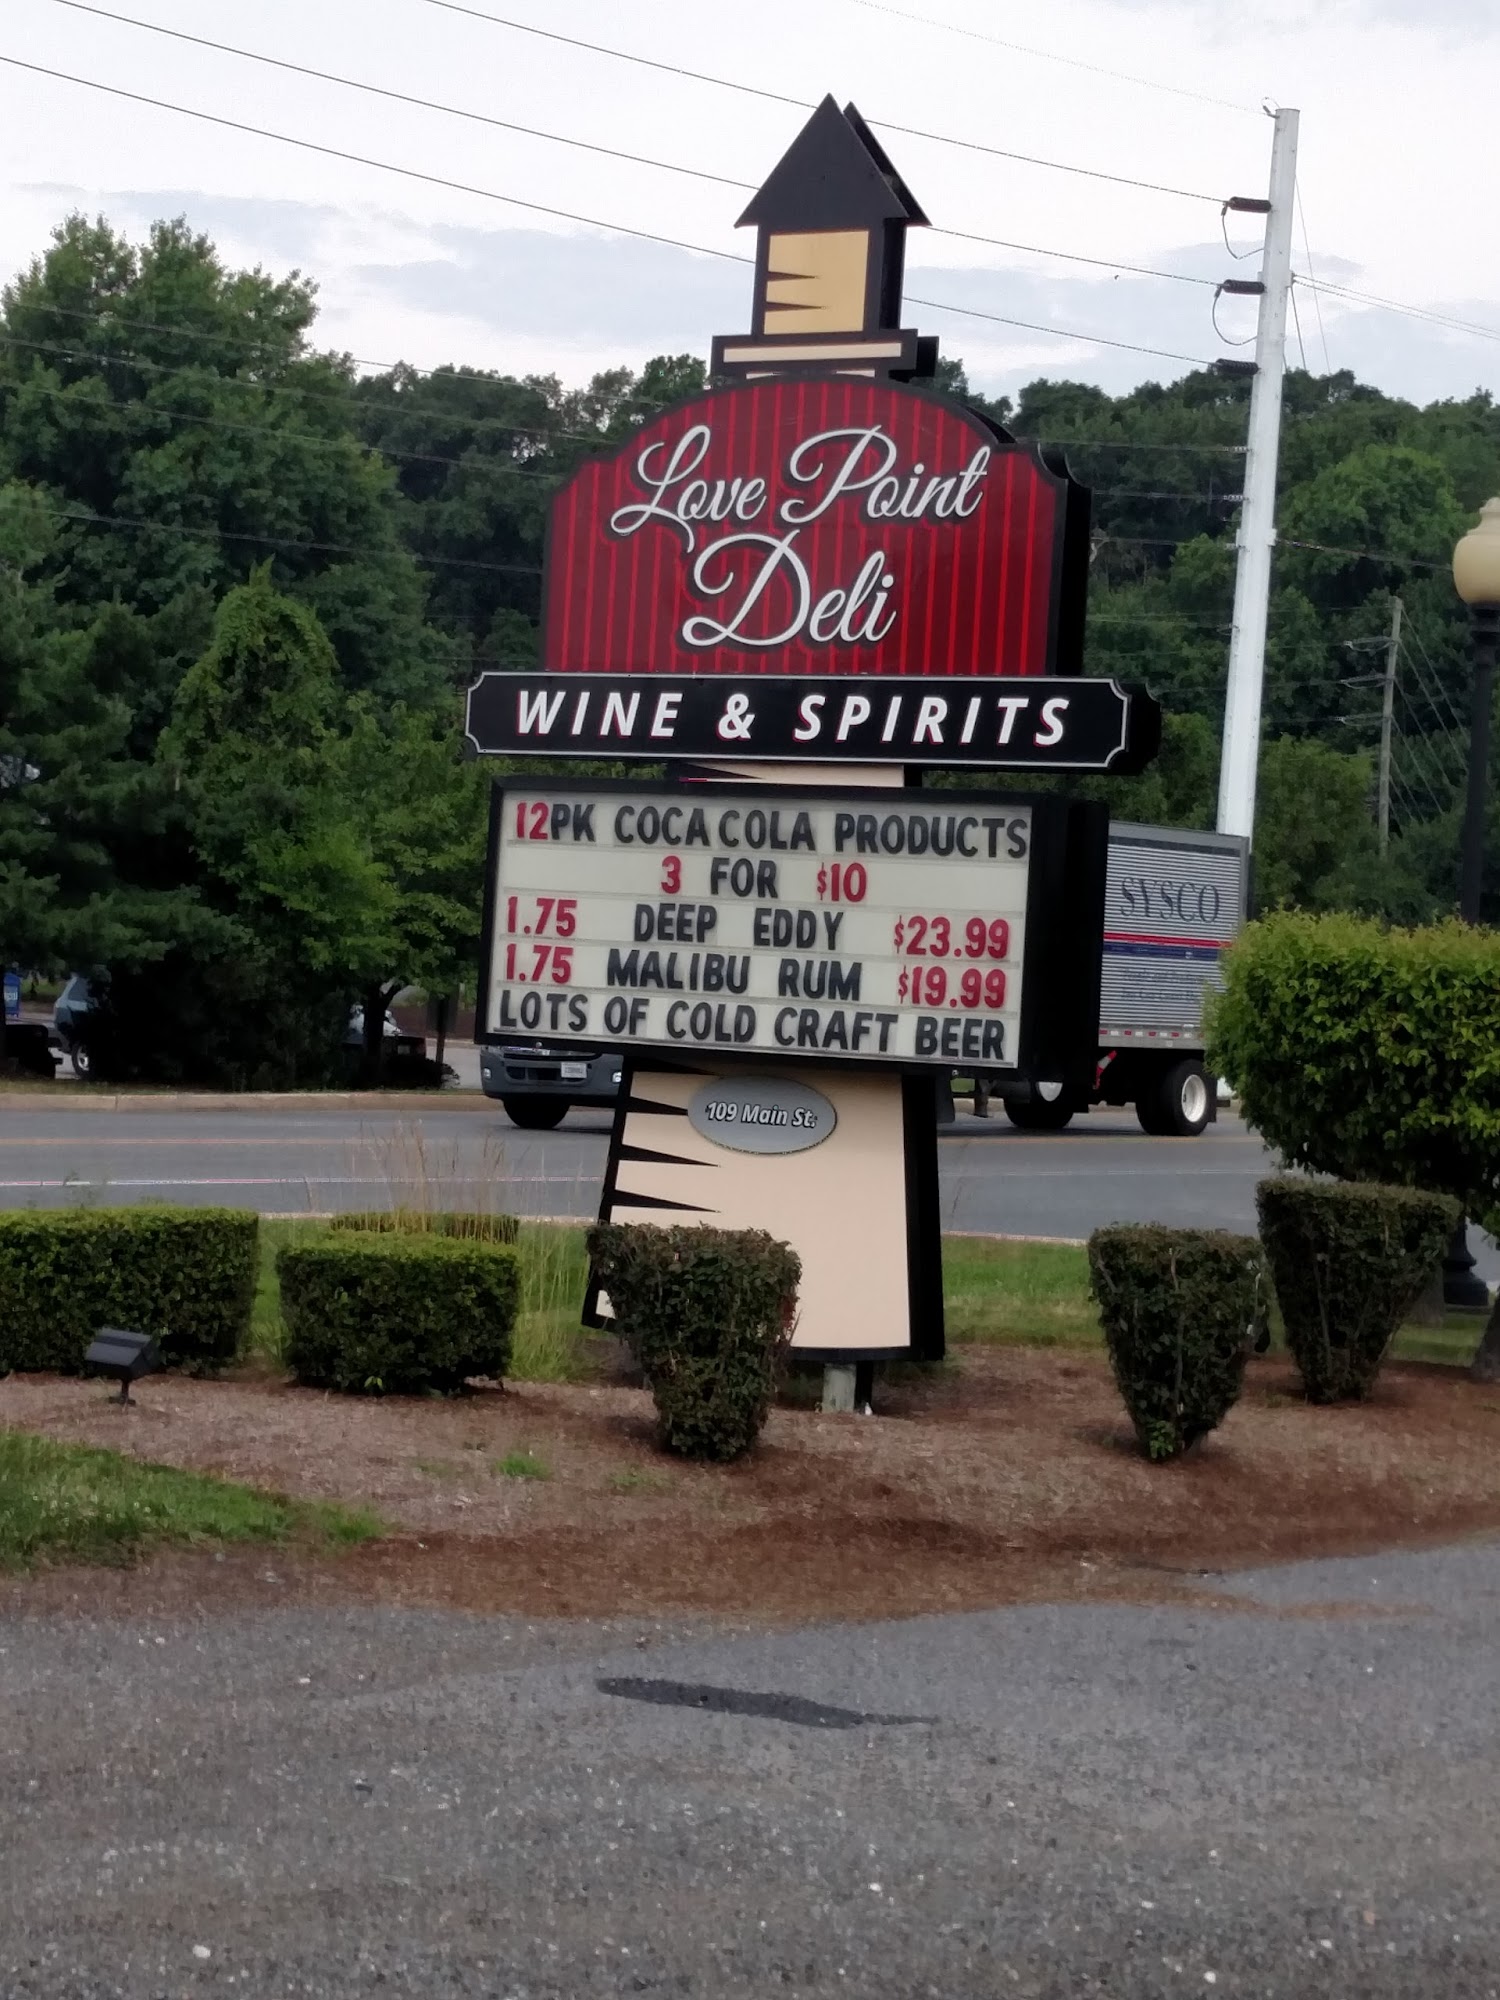 Love Point
Deli
WINE & SPIRITS
12PK COCA COLA PRODUCTS
3 FOR $10
1.75 DEEP EDDY $23.99
1.75 MALIBU RUM $19.99
LOTS OF COLD CRAFT BEER
109 Main St.
SYSCO